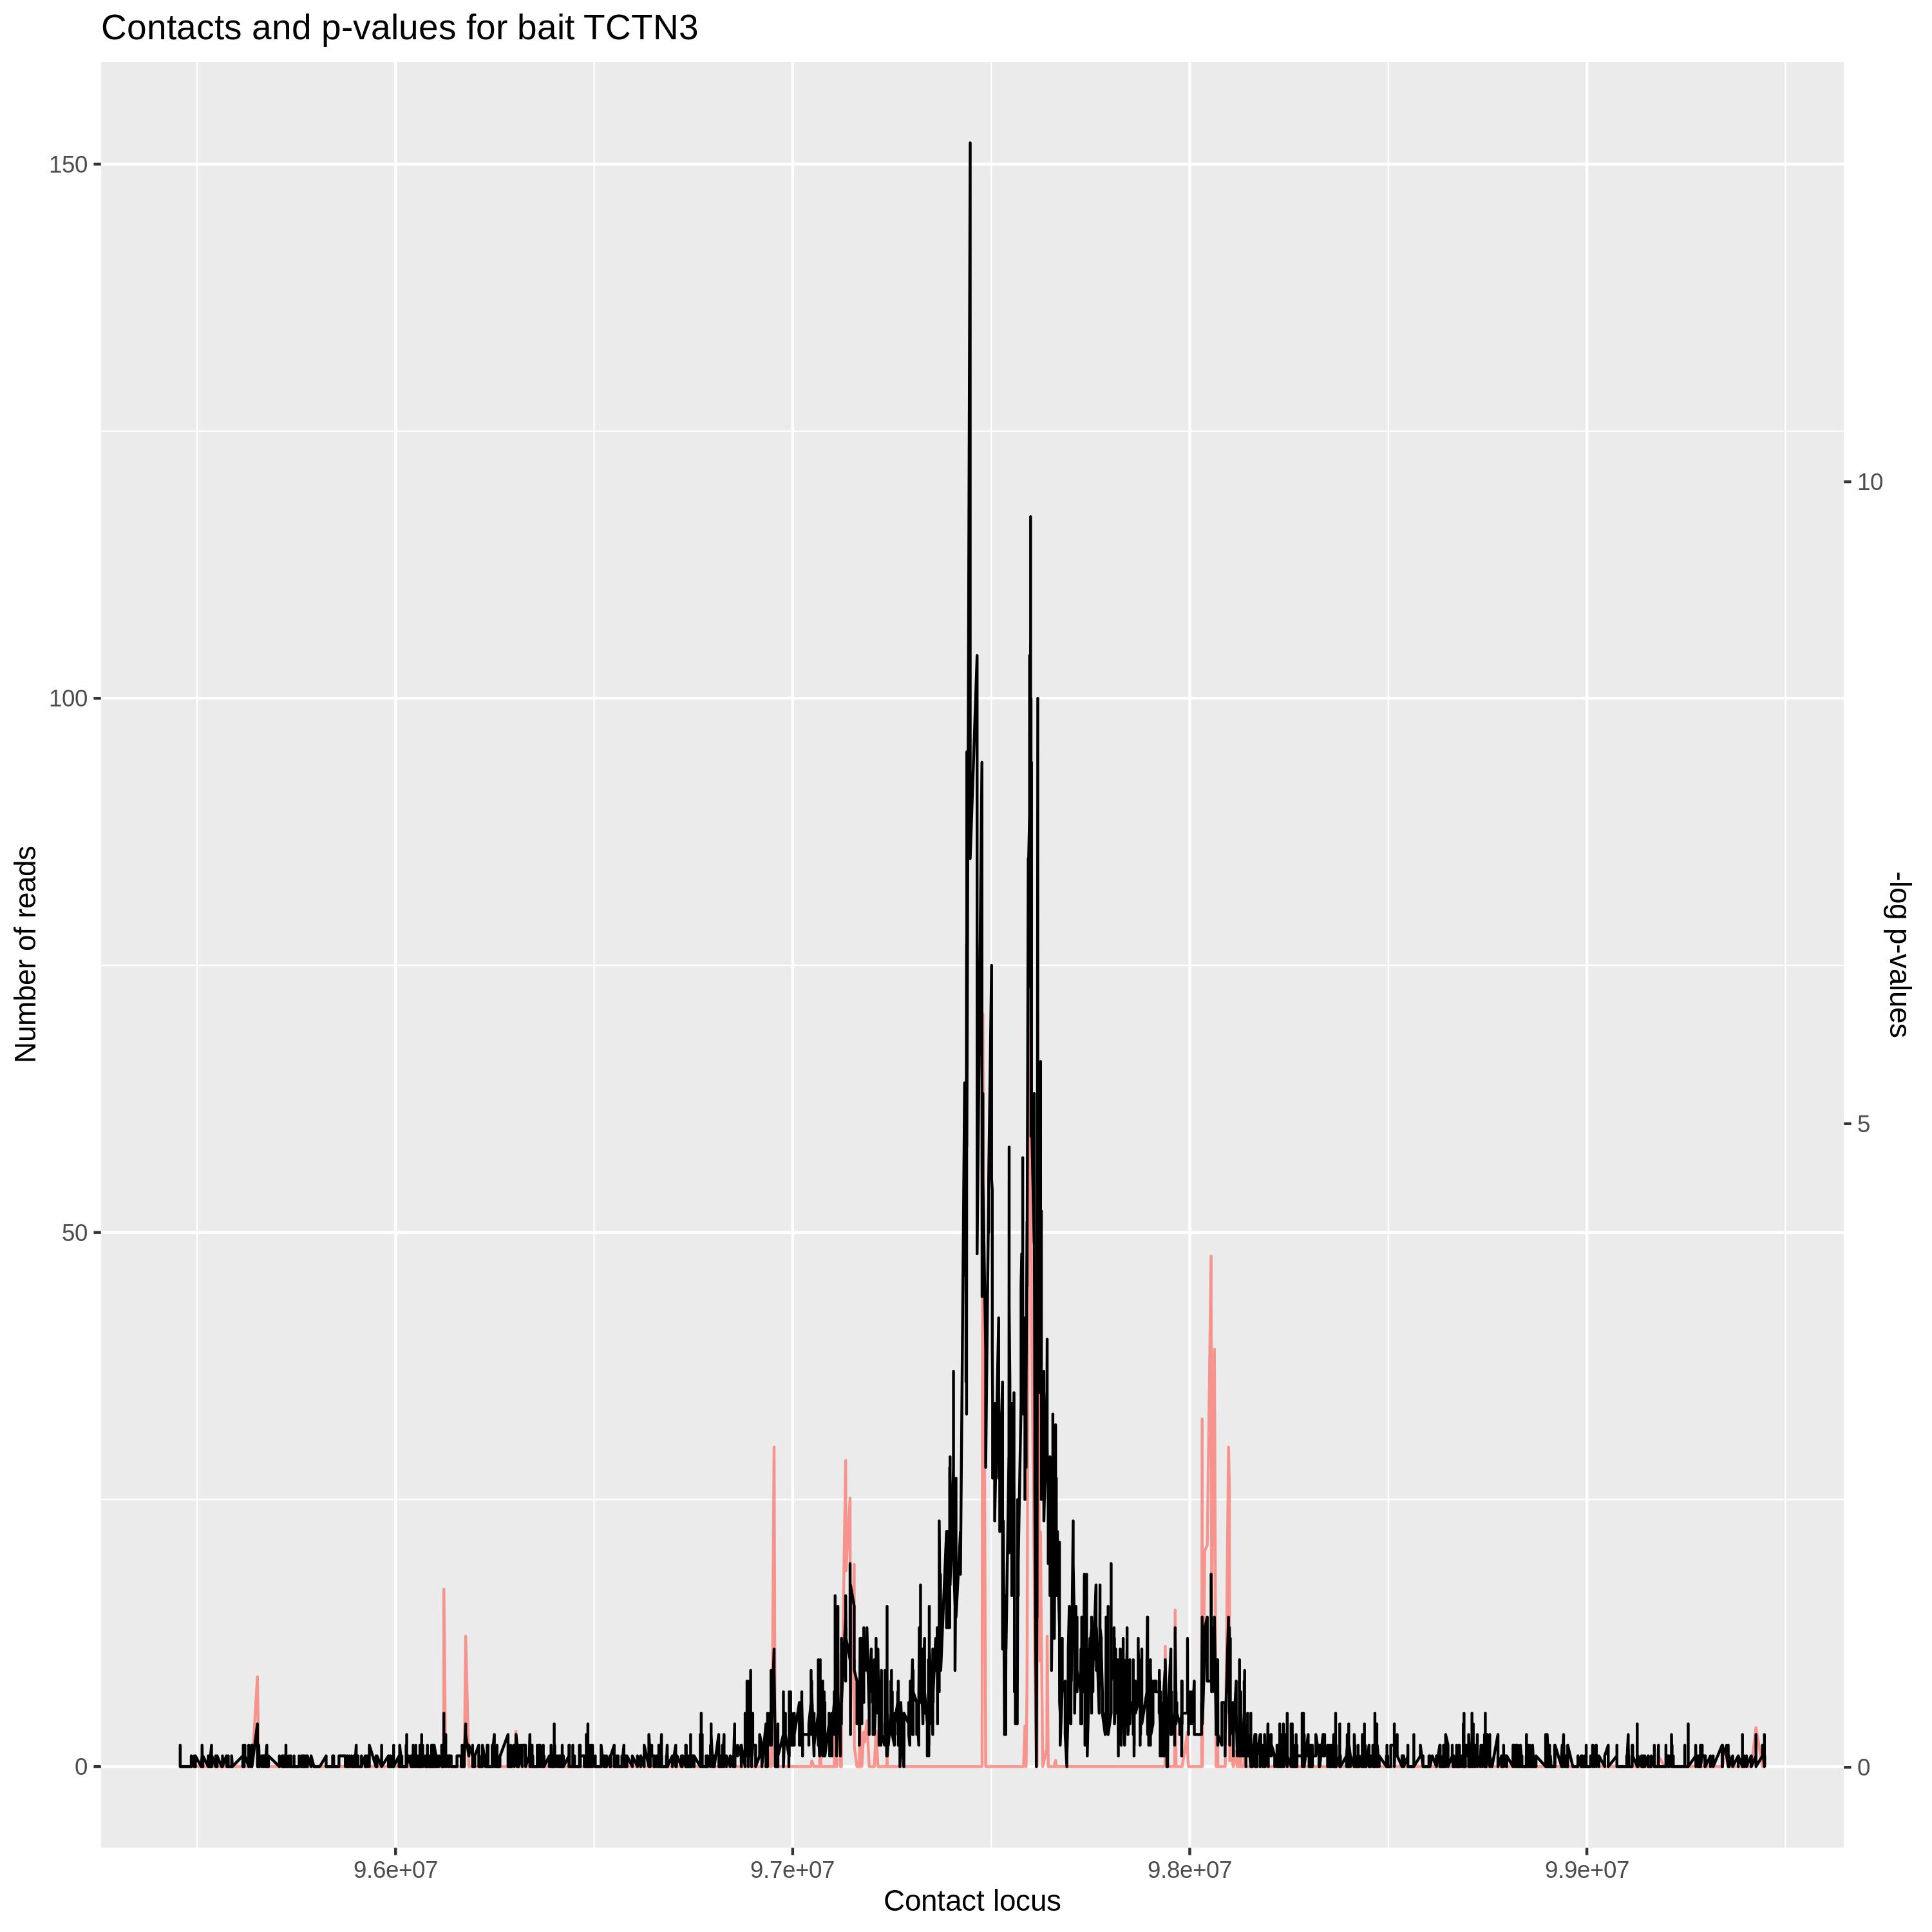 Contacts and p-values for bait TCTN3
150
100
50
0
Number of reads
10
5
0
-log p-values
9.6e+07
9.7e+07
9.8e+07
9.9e+07
Contact locus